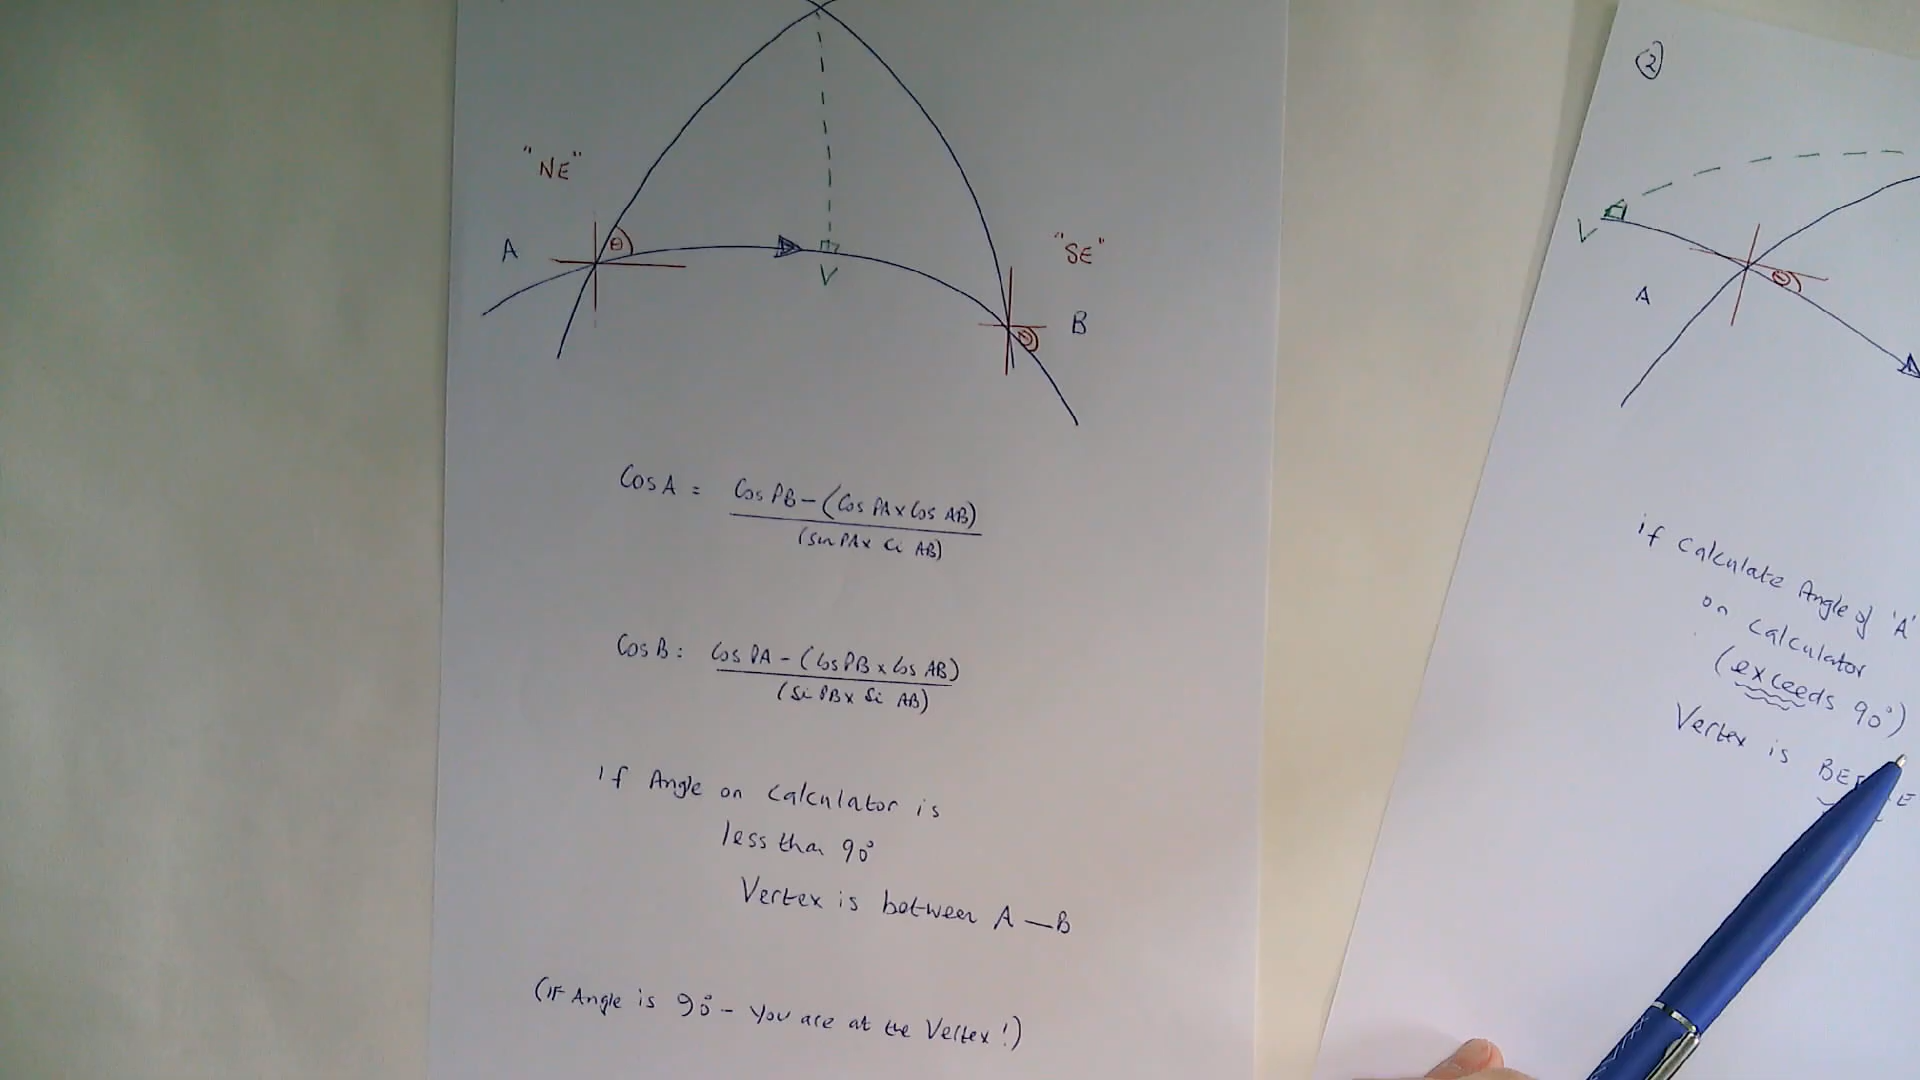 "NE"
A
θ
V
"SE"
B
θ
Cos A = Cos PB - (Cos PA x Cos AB)
(sin PA x Si AB)
Cos B: Cos PA - (Cos PB x Cos AB)
(Si PB x Si AB)
if Angle on calculator is
less than 90°
Vertex is between A — B
(IF Angle is 90° - You are at the Vertex!)
2
V
A
θ
if calculate Angle of 'A'
on calculator
(exceeds 90°)
Vertex is